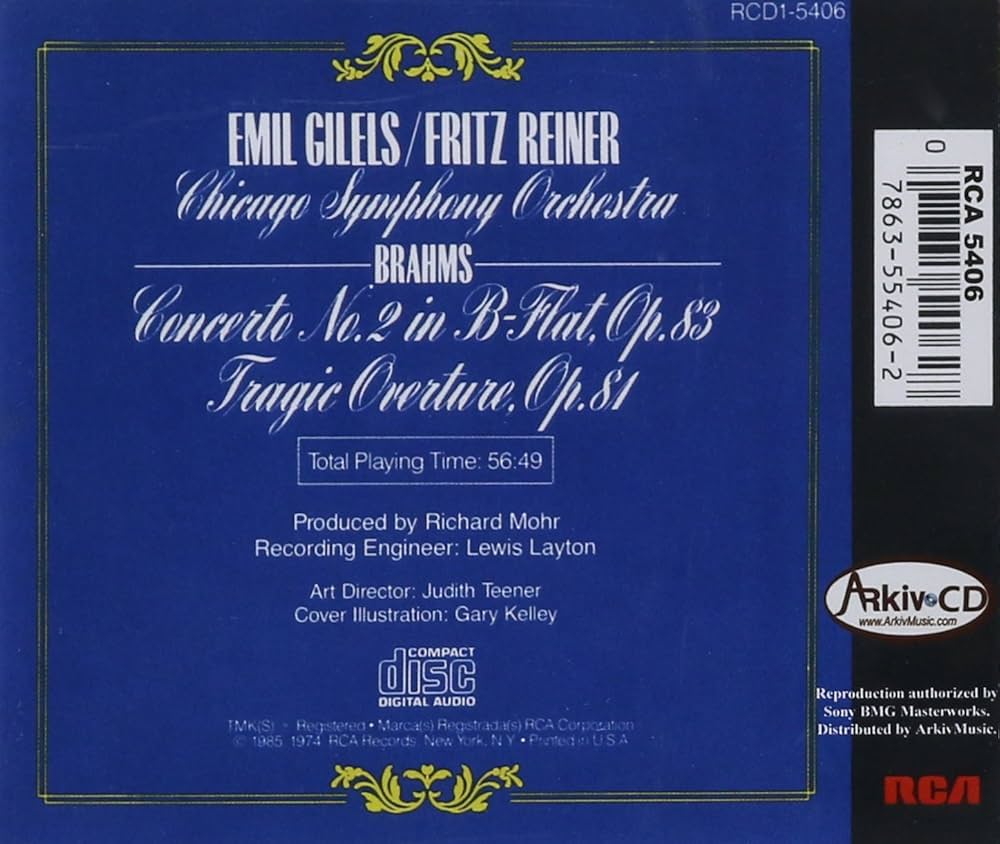 RCD1-5406
EMIL GILELS/FRITZ REINER
Chicago Symphony Orchestra
BRAHMS
Concerto No. 2 in B-Flat, Op. 83
Tragic Overture, Op. 81
Total Playing Time: 56:49
Produced by Richard Mohr
Recording Engineer: Lewis Layton
Art Director: Judith Teener
Cover Illustration: Gary Kelley
COMPACT
disc
DIGITAL AUDIO
TMK(S) ® Registered • Marca(s) Registrada(s) RCA Corporation
© 1985, 1974 RCA Records, New York, N.Y. • Printed in U.S.A.
RCA 5406
0
7863-55406-2
ArkivCD
www.ArkivMusic.com
Reproduction authorized by
Sony BMG Masterworks.
Distributed by ArkivMusic.
RCA